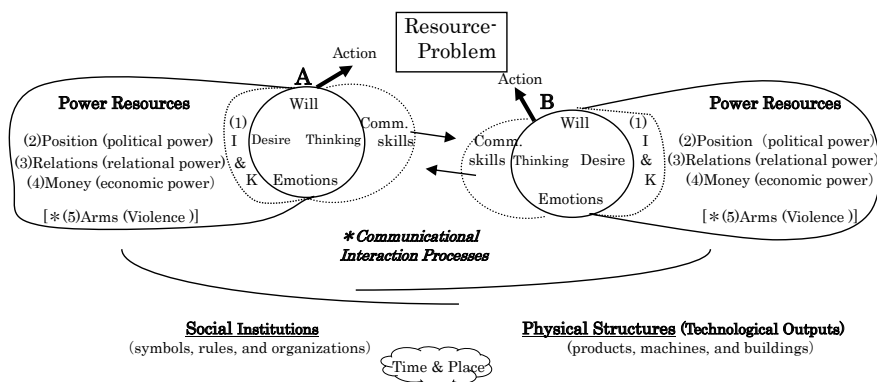 Resource-
Problem
Action
A
Will
Desire
Thinking
Emotions
(1)
I
&
K
Comm.
skills
Power Resources
(2)Position (political power)
(3)Relations (relational power)
(4)Money (economic power)
[*(5)Arms (Violence)]
Action
B
Will
Thinking
Desire
Emotions
Comm.
skills
(1)
I
&
K
Power Resources
(2)Position (political power)
(3)Relations (relational power)
(4)Money (economic power)
[*(5)Arms (Violence)]
*Communicational
Interaction Processes
Social Institutions
(symbols, rules, and organizations)
Physical Structures (Technological Outputs)
(products, machines, and buildings)
Time & Place